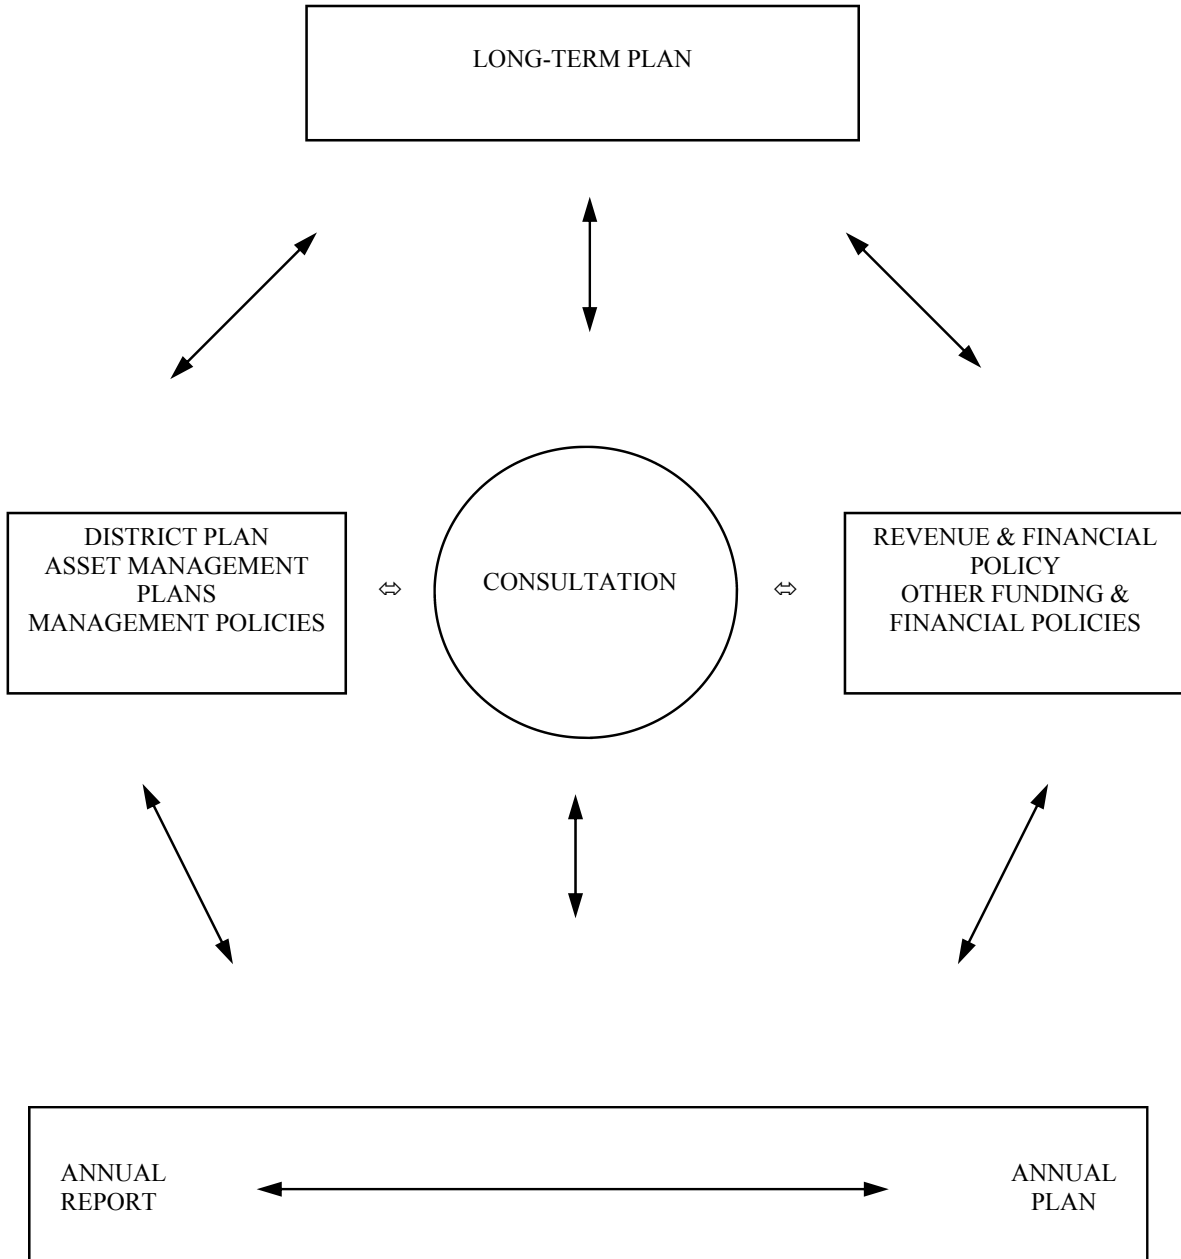 LONG-TERM PLAN
DISTRICT PLAN
ASSET MANAGEMENT
PLANS
MANAGEMENT POLICIES
CONSULTATION
REVENUE & FINANCIAL
POLICY
OTHER FUNDING &
FINANCIAL POLICIES
ANNUAL
REPORT
ANNUAL
PLAN